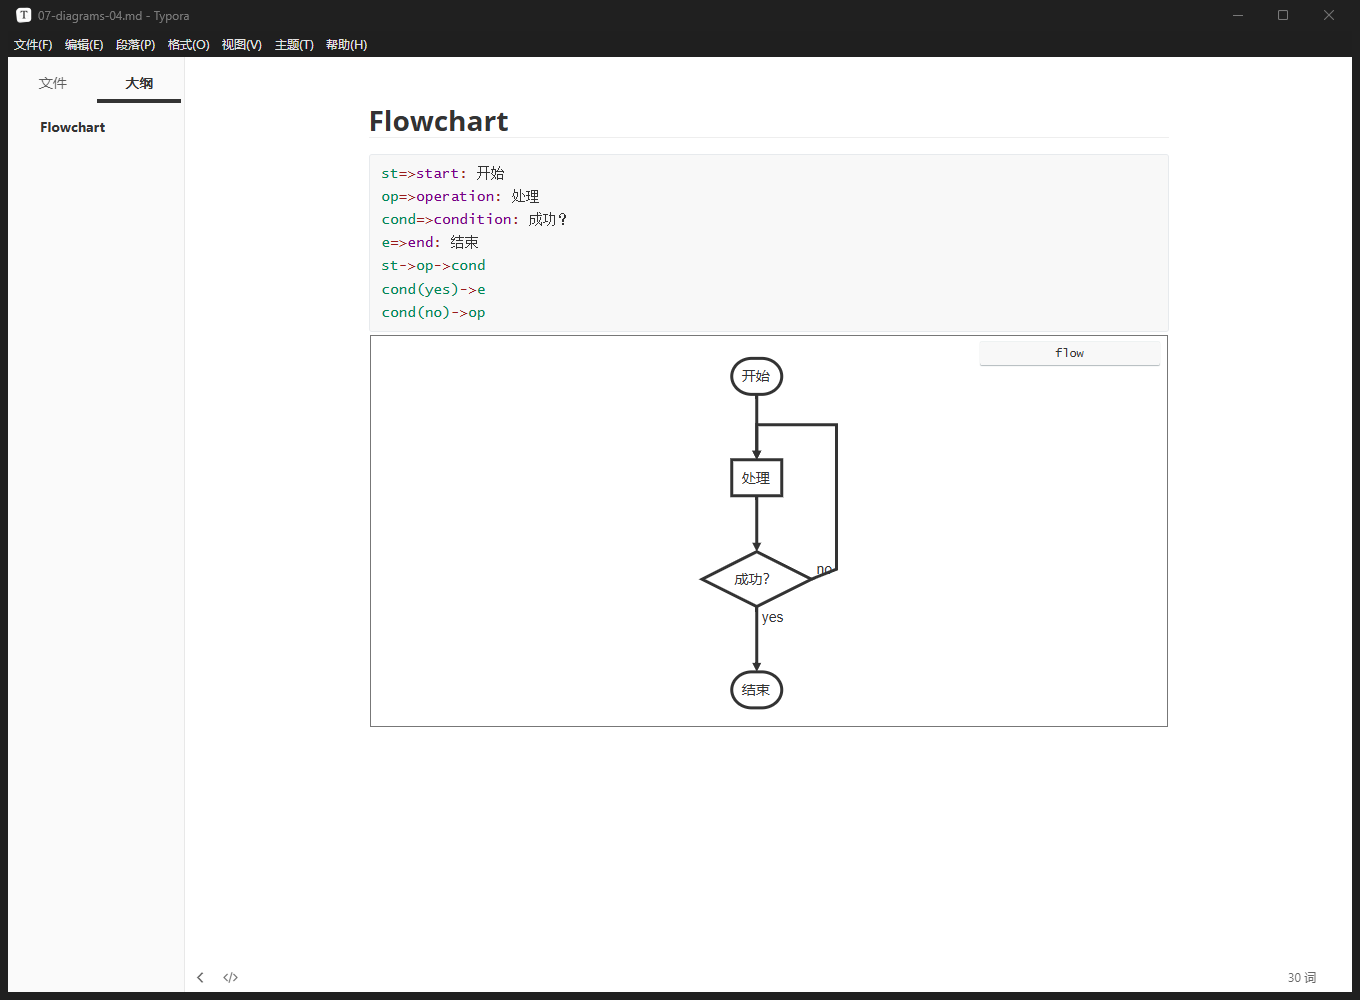 T 07-diagrams-04.md - Typora
文件(F) 编辑(E) 段落(P) 格式(O) 视图(V) 主题(T) 帮助(H)
文件 大纲
Flowchart
Flowchart
st=>start: 开始
op=>operation: 处理
cond=>condition: 成功?
e=>end: 结束
st->op->cond
cond(yes)->e
cond(no)->op
flow
开始
处理
成功?
no
yes
结束
</> 30 词